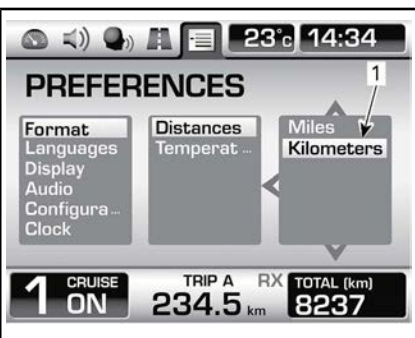 23°c 14:34
1
PREFERENCES
Format
Languages
Display
Audio
Configura ...
Clock
Distances
Temperat ...
Miles
Kilometers
1 CRUISE ON
TRIP A
234.5 km
RX
TOTAL (km)
8237